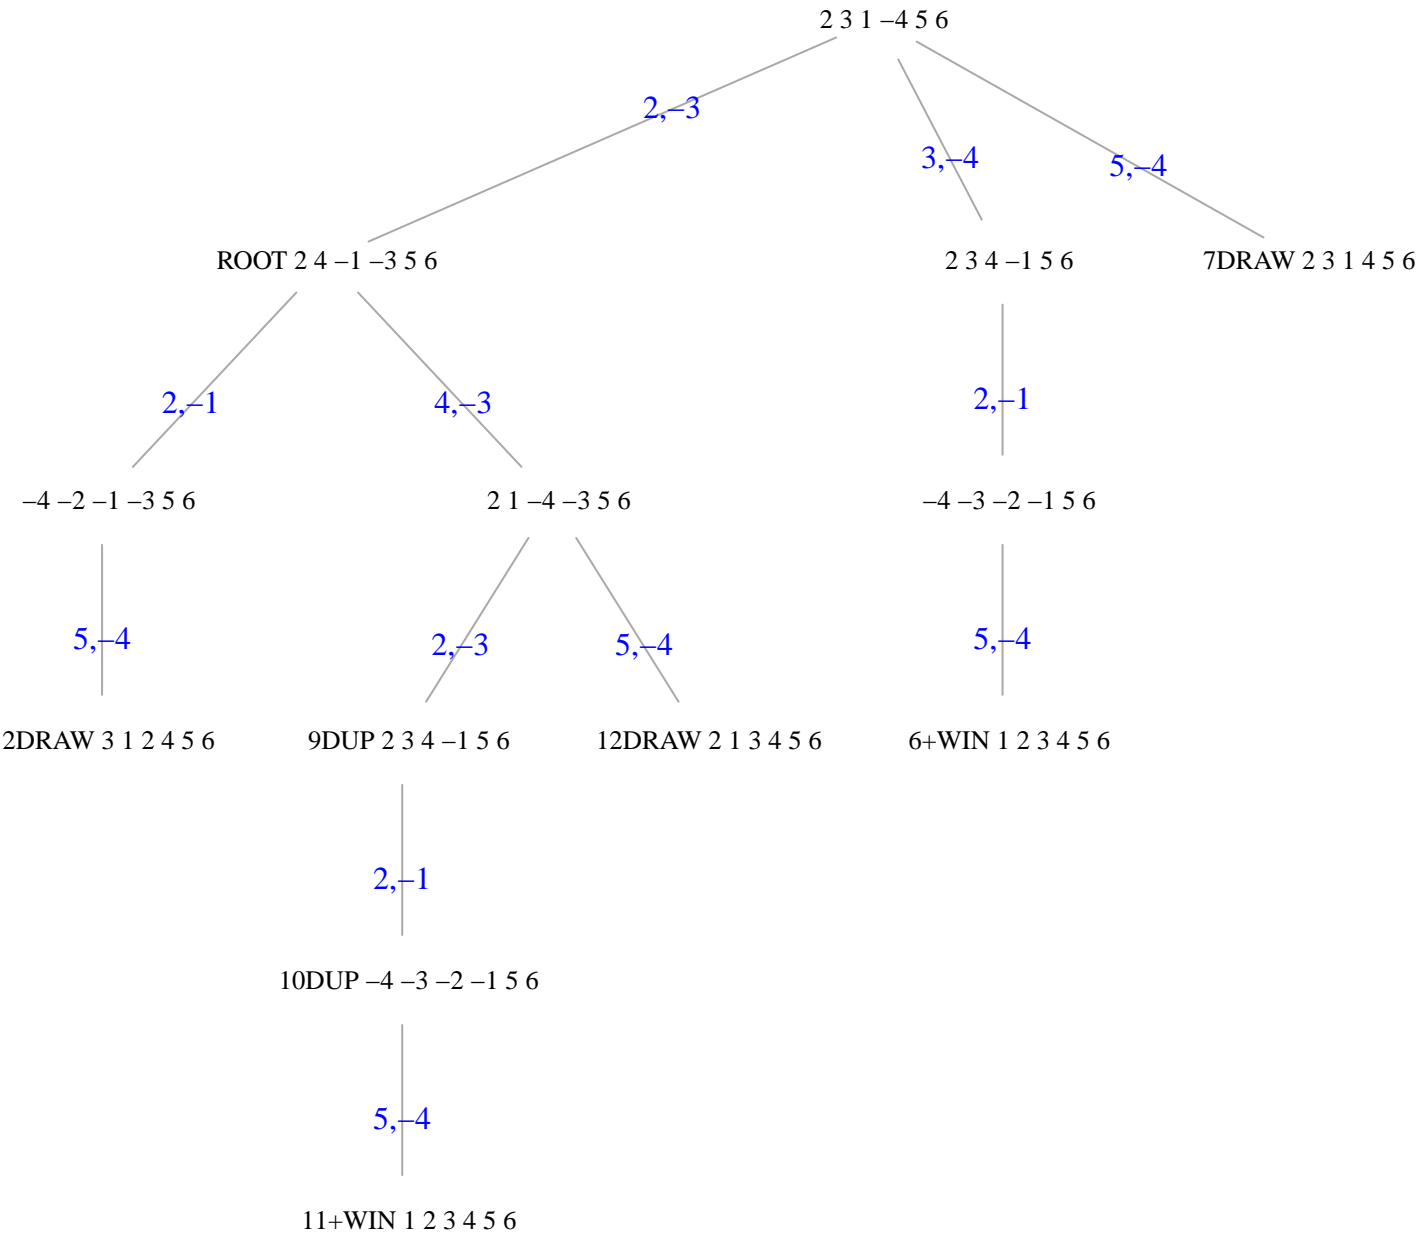 2 3 1 –4 5 6
2,–3
3,–4
5,–4
ROOT 2 4 –1 –3 5 6
2 3 4 –1 5 6
7DRAW 2 3 1 4 5 6
2,–1
4,–3
2,–1
–4 –2 –1 –3 5 6
2 1 –4 –3 5 6
–4 –3 –2 –1 5 6
5,–4
2,–3
5,–4
5,–4
2DRAW 3 1 2 4 5 6
9DUP 2 3 4 –1 5 6
12DRAW 2 1 3 4 5 6
6+WIN 1 2 3 4 5 6
2,–1
10DUP –4 –3 –2 –1 5 6
5,–4
11+WIN 1 2 3 4 5 6